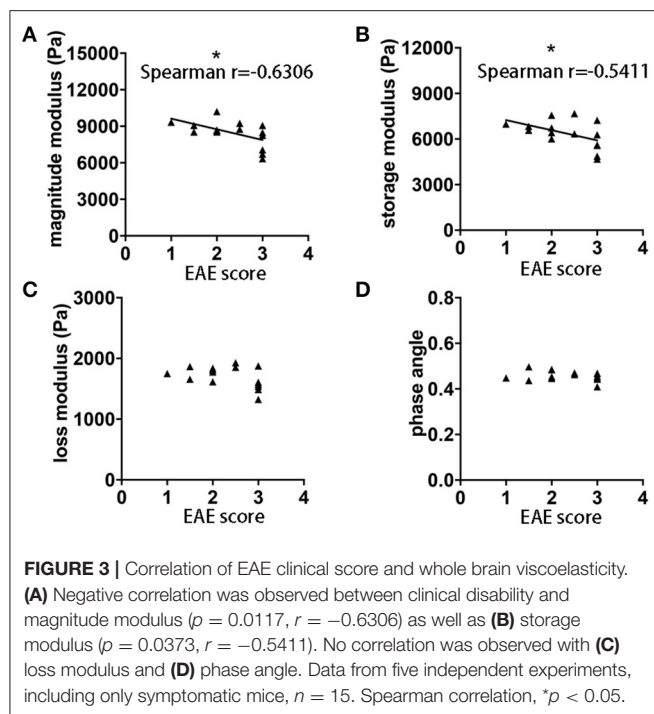 A
*
Spearman r=-0.6306
magnitude modulus (Pa)
15000
12000
9000
6000
3000
0
0 1 2 3 4
EAE score
B
*
Spearman r=-0.5411
storage modulus (Pa)
12000
9000
6000
3000
0
0 1 2 3 4
EAE score
C
loss modulus (Pa)
3000
2000
1000
0
0 1 2 3 4
EAE score
D
phase angle
0.8
0.6
0.4
0.2
0.0
0 1 2 3 4
EAE score
FIGURE 3 | Correlation of EAE clinical score and whole brain viscoelasticity.
(A) Negative correlation was observed between clinical disability and
magnitude modulus (p = 0.0117, r = −0.6306) as well as (B) storage
modulus (p = 0.0373, r = −0.5411). No correlation was observed with (C)
loss modulus and (D) phase angle. Data from five independent experiments,
including only symptomatic mice, n = 15. Spearman correlation, *p < 0.05.